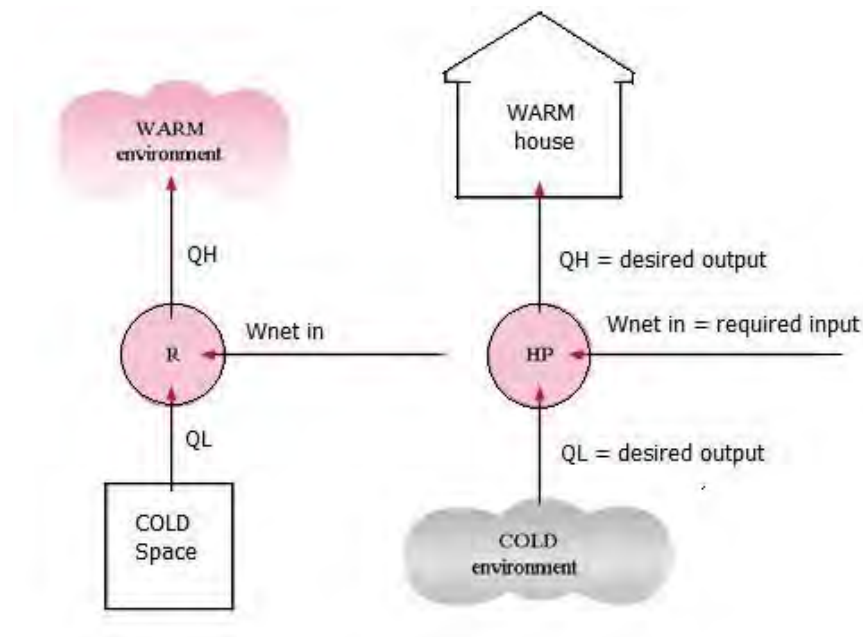 WARM
environment
QH
Wnet in
R
QL
COLD
Space
WARM
house
QH = desired output
Wnet in = required input
HP
QL = desired output
COLD
environment